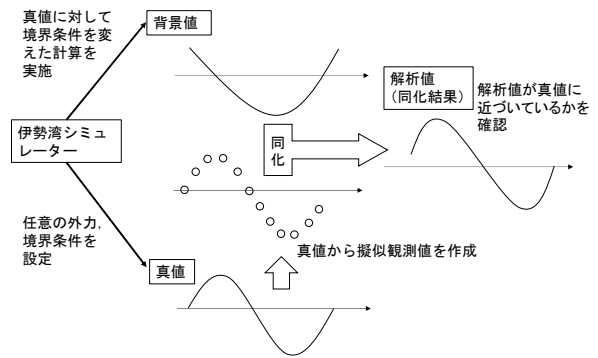 真値に対して
境界条件を変
えた計算を
実施
背景値
解析値
(同化結果)
解析値が真値に
近づいているかを
確認
伊勢湾シミュ
レーター
同
化
任意の外力,
境界条件を
設定
真値から擬似観測値を作成
真値